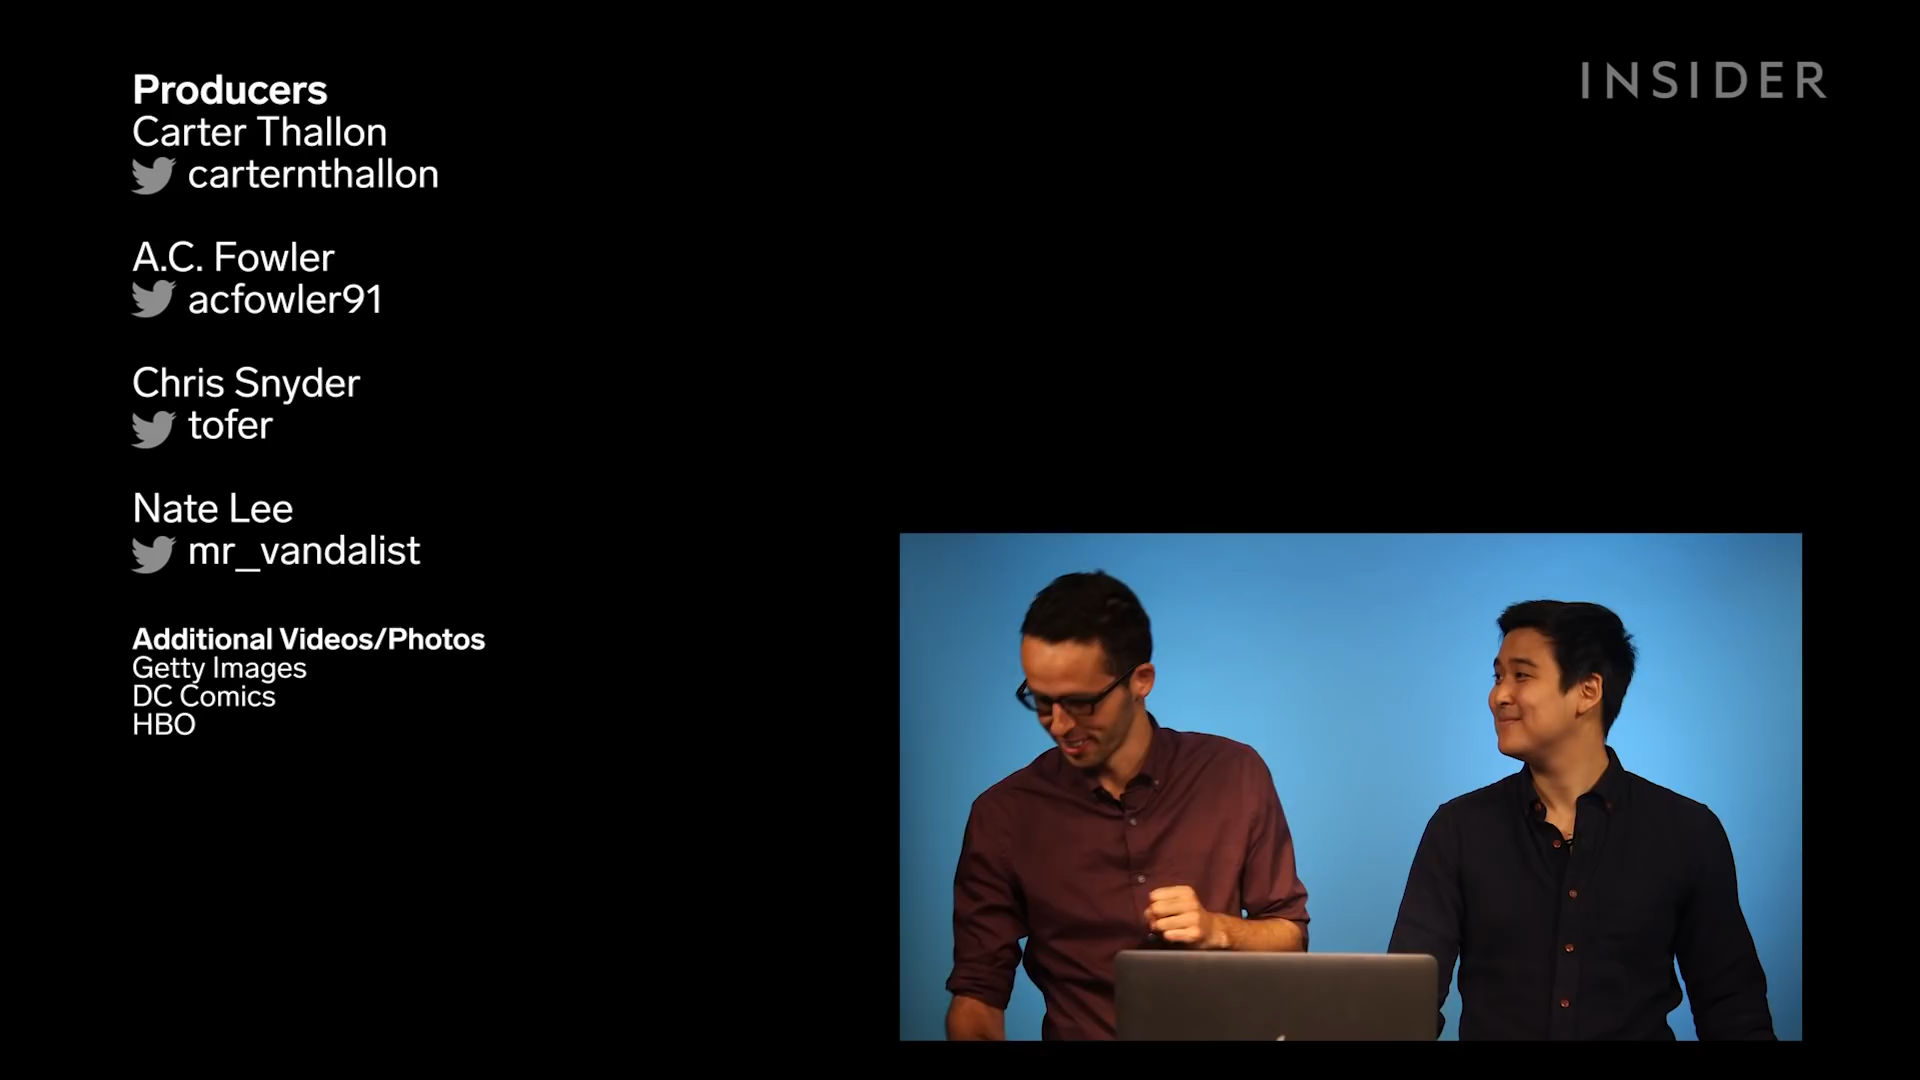 Producers
Carter Thallon
carternthallon
A.C. Fowler
acfowler91
Chris Snyder
tofer
Nate Lee
mr_vandalist
Additional Videos/Photos
Getty Images
DC Comics
HBO
INSIDER